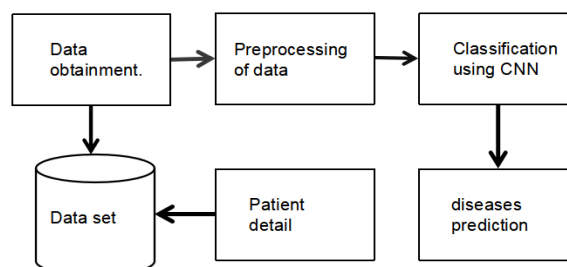 Data
obtainment.
Preprocessing
of data
Classification
using CNN
Data set
Patient
detail
diseases
prediction